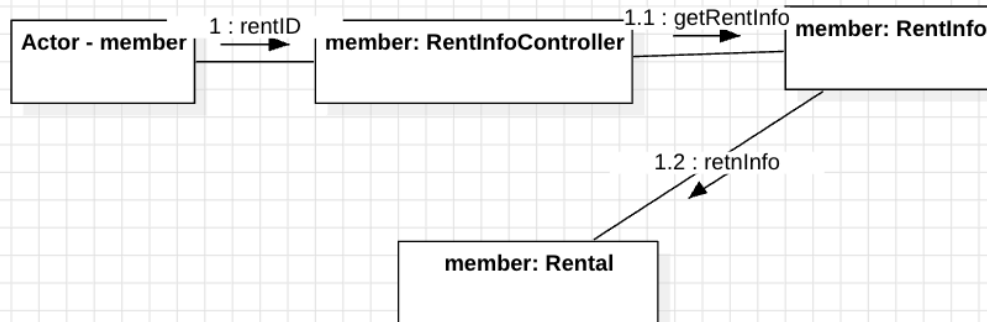 1 : rentID
1.1 : getRentInfo
Actor - member
member: RentInfoController
member: RentInfo
1.2 : retnInfo
member: Rental